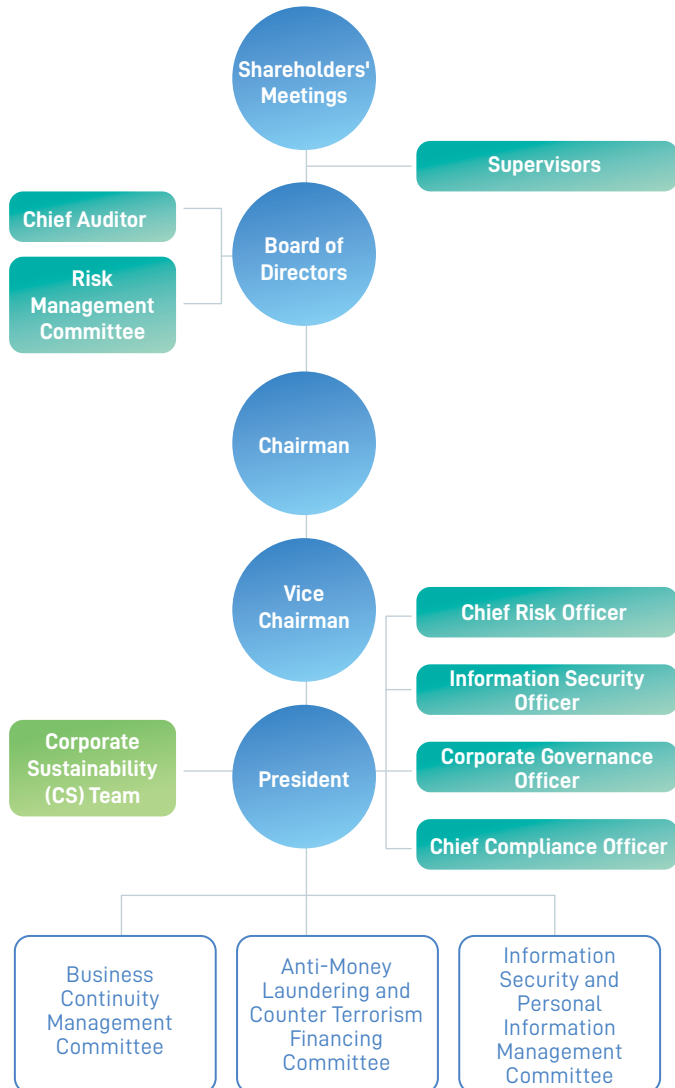 Shareholders'
Meetings
Supervisors
Chief Auditor
Board of
Directors
Risk
Management
Committee
Chairman
Vice
Chairman
Chief Risk Officer
Information Security
Officer
Corporate
Sustainability
(CS) Team
President
Corporate Governance
Officer
Chief Compliance Officer
Business
Continuity
Management
Committee
Anti-Money
Laundering and
Counter Terrorism
Financing
Committee
Information
Security and
Personal
Information
Management
Committee